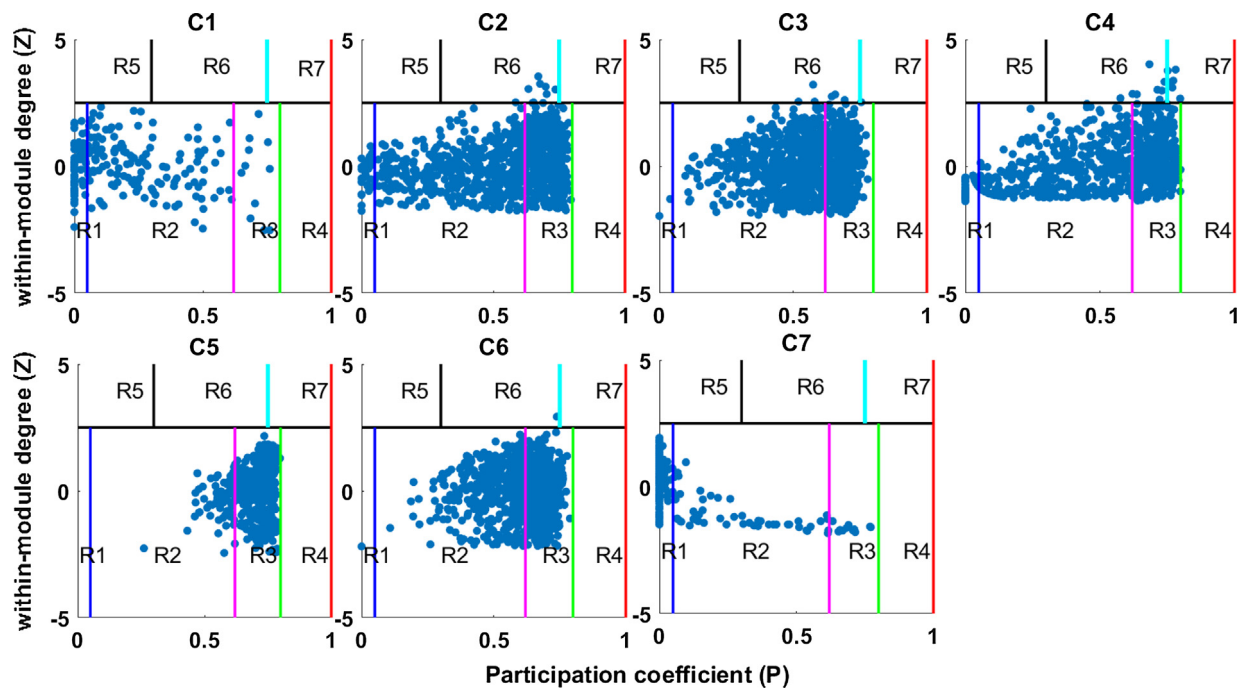 C1 C2 C3 C4
within-module degree (Z)
5 5 5 5
R5 R6 R7 R5 R6 R7 R5 R6 R7 R5 R6 R7
0 0 0 0
R1 R2 R3 R4 R1 R2 R3 R4 R1 R2 R3 R4 R1 R2 R3 R4
-5 -5 -5 -5
0 0.5 1 0 0.5 1 0 0.5 1 0 0.5 1
C5 C6 C7
within-module degree (Z)
5 5 5
R5 R6 R7 R5 R6 R7 R5 R6 R7
0 0 0
R1 R2 R3 R4 R1 R2 R3 R4 R1 R2 R3 R4
-5 -5 -5
0 0.5 1 0 0.5 1 0 0.5 1
Participation coefficient (P)